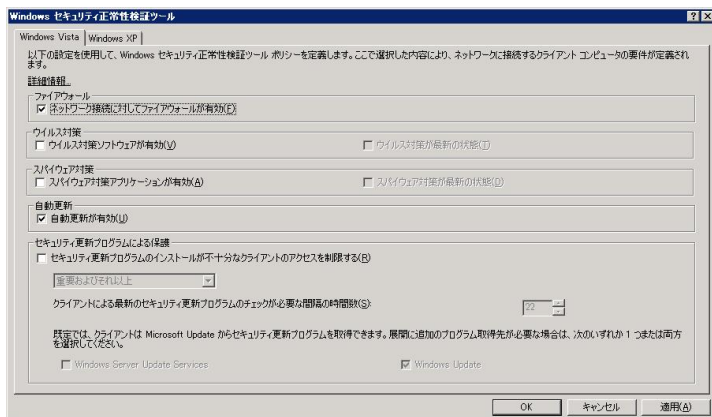 Windows セキュリティ正常性検証ツール
Windows Vista Windows XP
以下の設定を使用して、Windows セキュリティ正常性検証ツール ポリシーを定義します。ここで選択した内容により、ネットワークに接続するクライアント コンピュータの要件が定義され
ます。
詳細情報...
ファイアウォール
ネットワーク接続に対してファイアウォールが有効(F)
ウイルス対策
ウイルス対策ソフトウェアが有効(V) ウイルス対策が最新の状態(T)
スパイウェア対策
スパイウェア対策アプリケーションが有効(A) スパイウェア対策が最新の状態(D)
自動更新
自動更新が有効(U)
セキュリティ更新プログラムによる保護
セキュリティ更新プログラムのインストールが不十分なクライアントのアクセスを制限する(R)
重要およびそれ以上
クライアントによる最新のセキュリティ更新プログラムのチェックが必要な間隔の時間数(S): 22
既定では、クライアントは Microsoft Update からセキュリティ更新プログラムを取得できます。展開に追加のプログラム取得先が必要な場合は、次のいずれか 1 つまたは両方
を選択してください。
Windows Server Update Services Windows Update
OK キャンセル 適用(A)